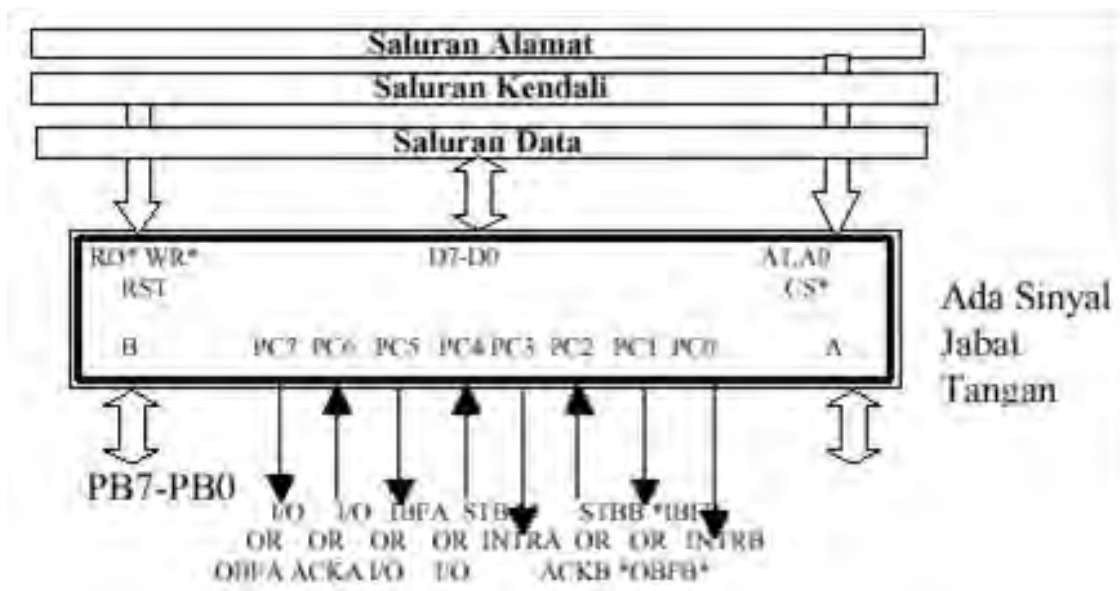 Saluran Alamat
Saluran Kendali
Saluran Data
RD* WR* D7-D0 A1,A0
RST CS*
B PC7 PC6 PC5 PC4 PC3 PC2 PC1 PC0 A
Ada Sinyal
Jabat
Tangan
PB7-PB0
I/O I/O IBFA STBB *IBFB
OR OR OR OR INTRA OR OR INTRB
OBFA ACKA I/O I/O ACKB *OBFB*